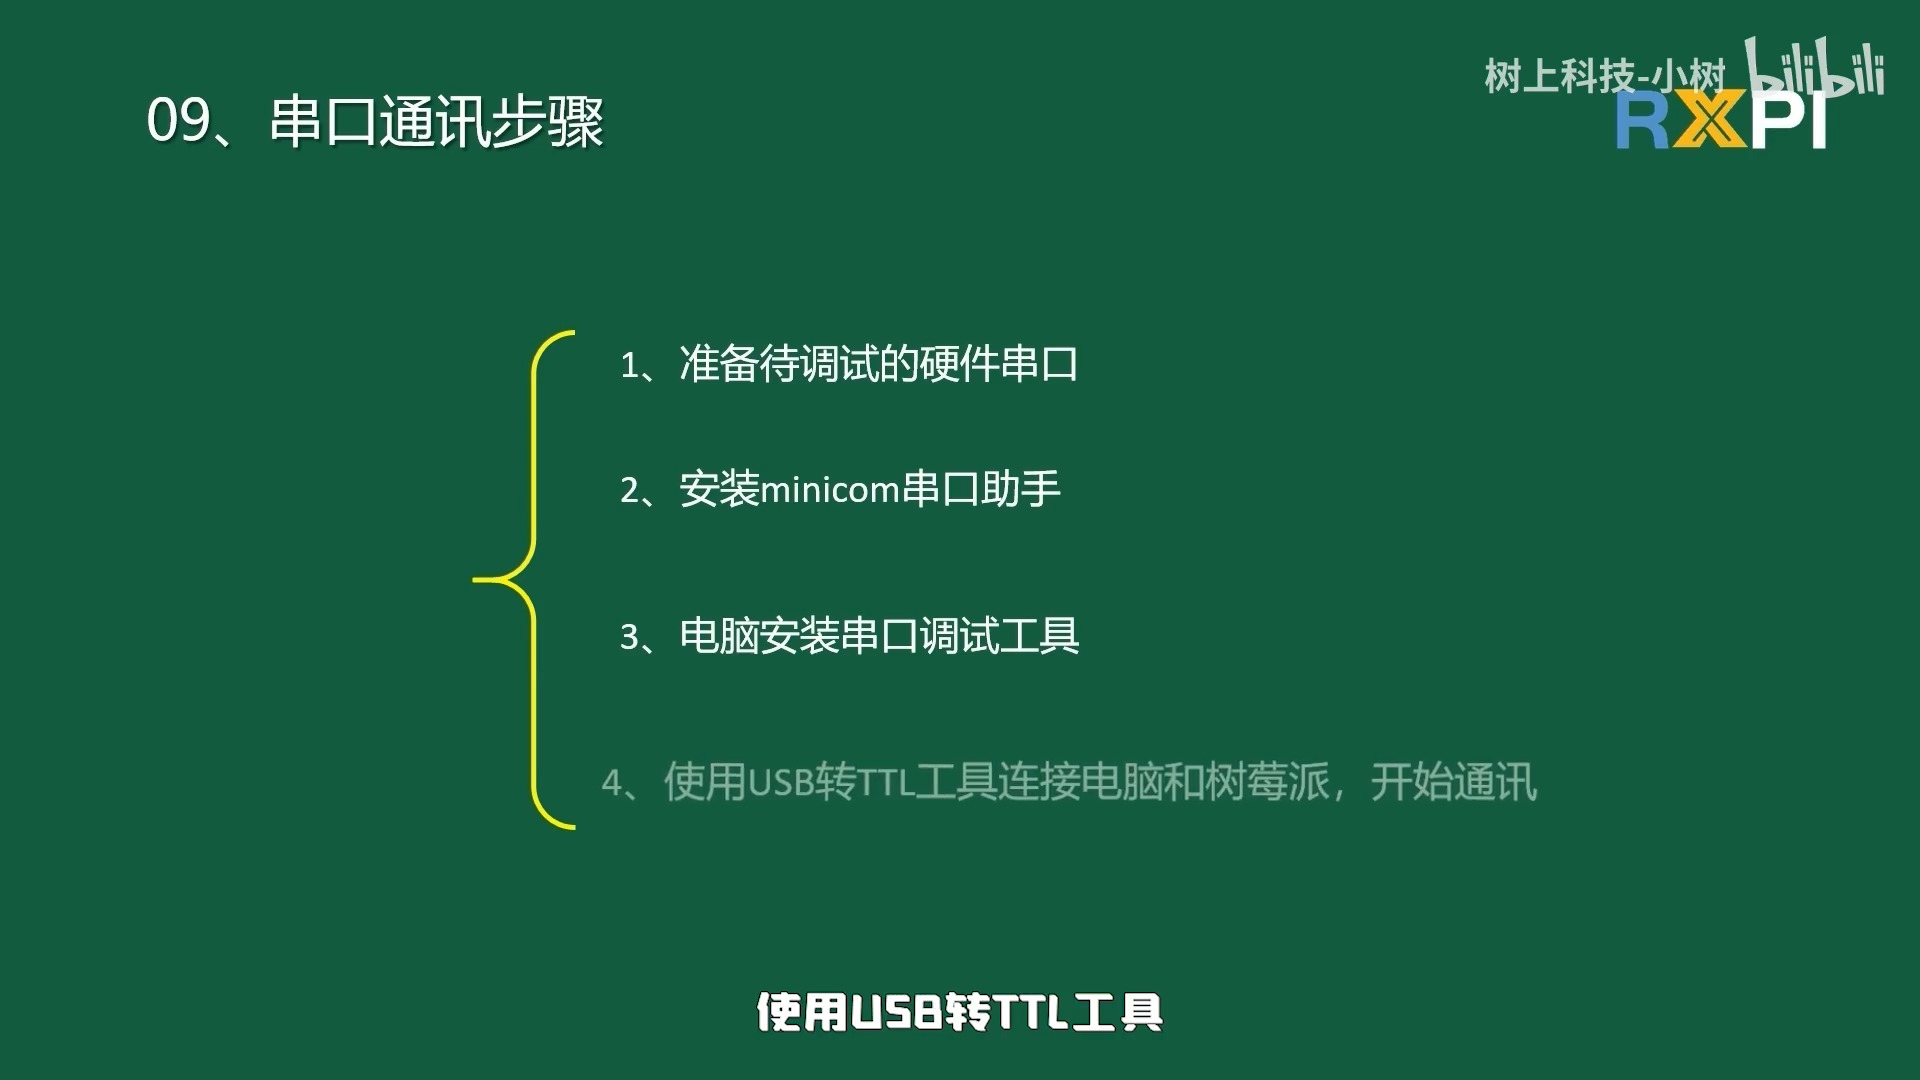 树上科技-小树 bilibili
RXPI
09、串口通讯步骤
1、准备待调试的硬件串口
2、安装minicom串口助手
3、电脑安装串口调试工具
4、使用USB转TTL工具连接电脑和树莓派，开始通讯
使用USB转TTL工具